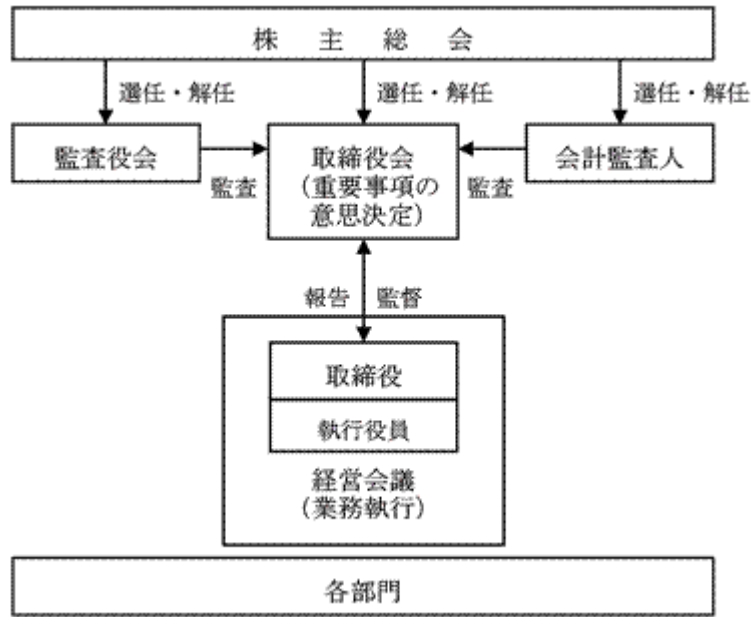 株主総会
選任・解任
選任・解任
選任・解任
監査役会
監査
取締役会
（重要事項の
意思決定）
監査
会計監査人
報告
監督
取締役
執行役員
経営会議
（業務執行）
各部門